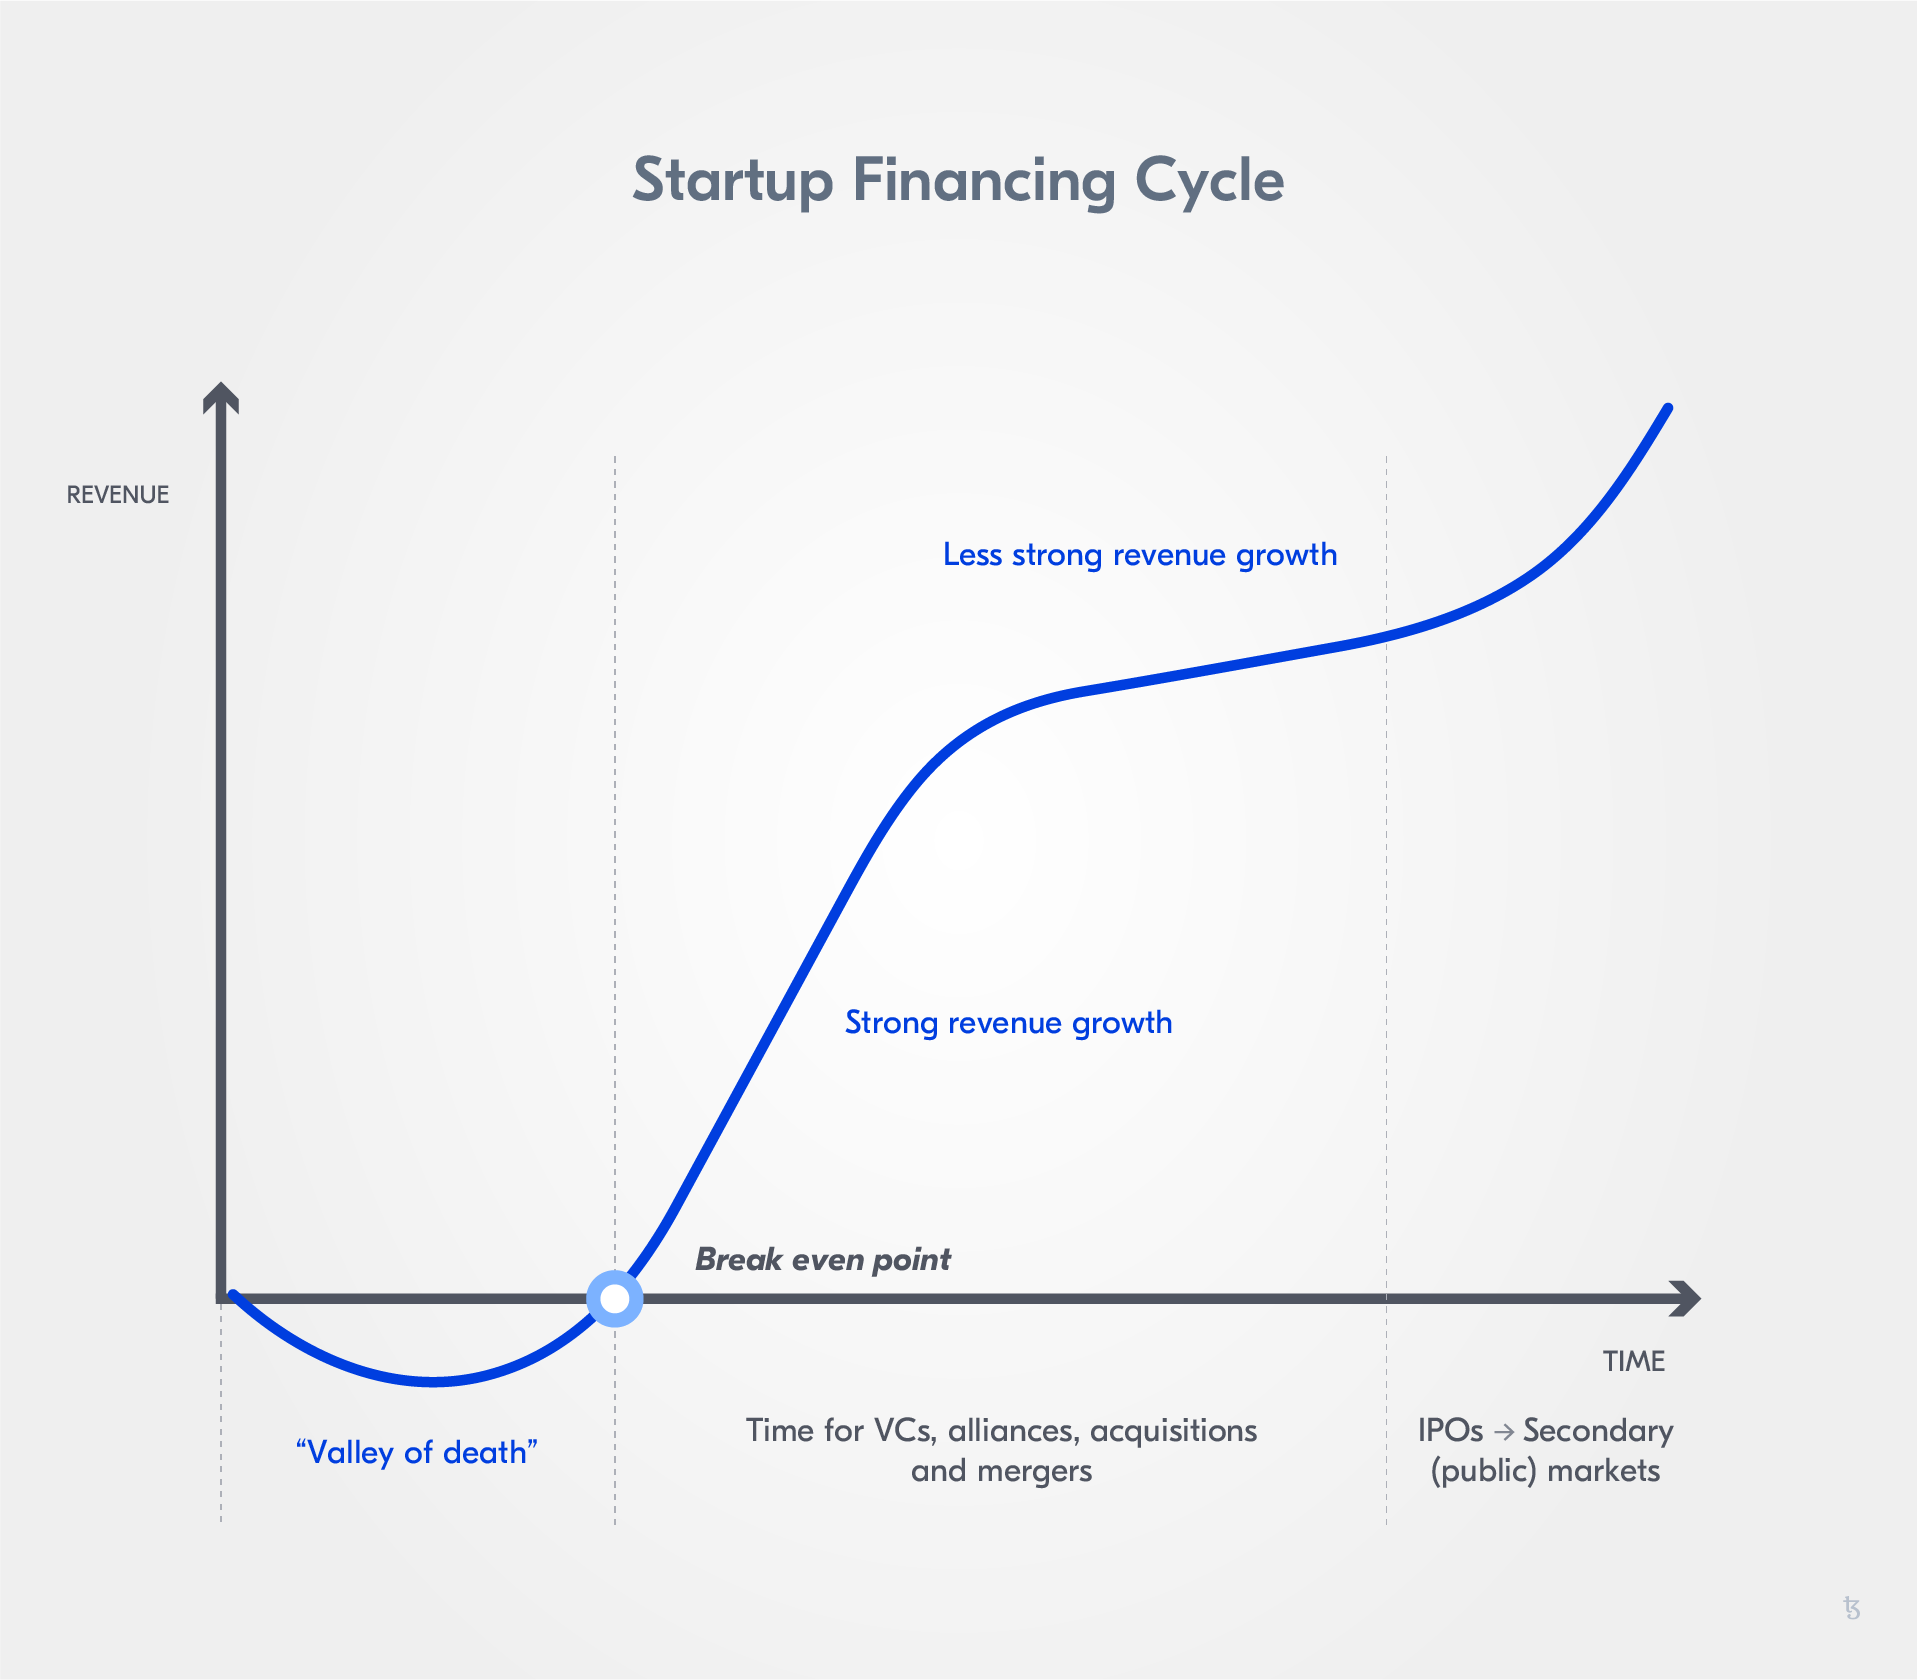 Startup Financing Cycle
REVENUE
Less strong revenue growth
Strong revenue growth
Break even point
TIME
“Valley of death”
Time for VCs, alliances, acquisitions
and mergers
IPOs → Secondary
(public) markets